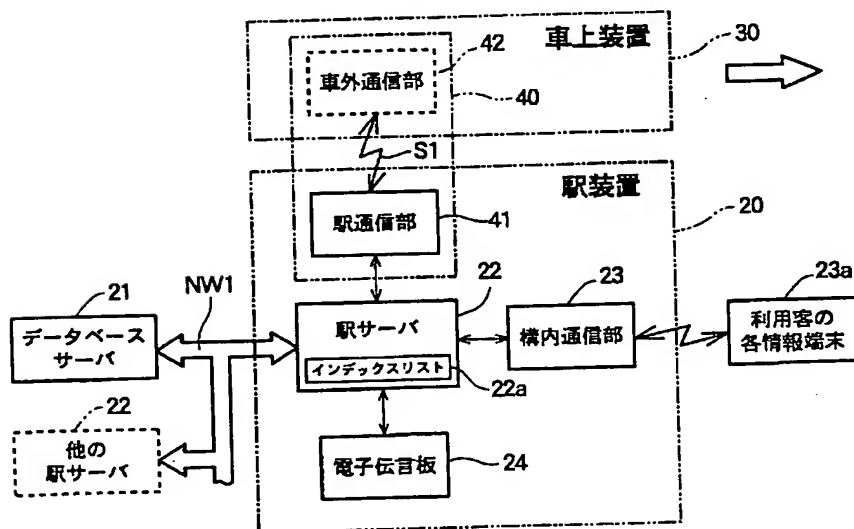 42
車上装置
30
車外通信部
40
S1
駅装置
20
駅通信部
41
21
NW1
22
23
23a
データベース
サーバ
駅サーバ
構内通信部
利用客の
各情報端末
インデックスリスト
22a
22
他の
駅サーバ
電子伝言板
24